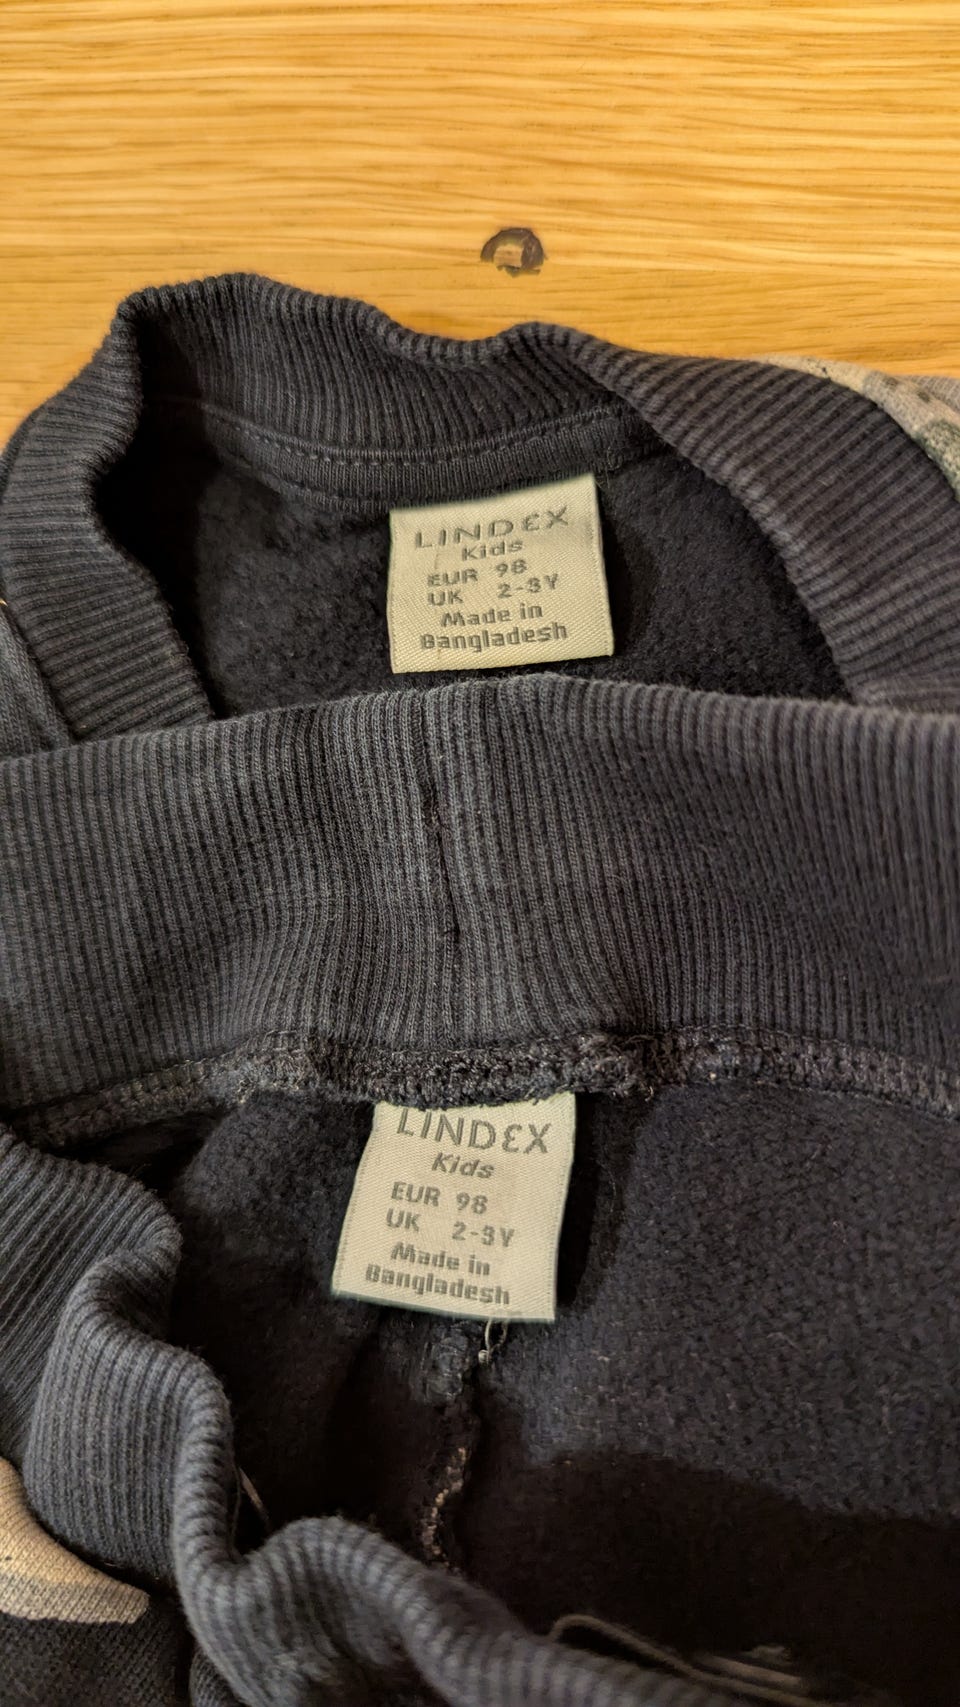 LINDEX
Kids
EUR 98
UK 2-3Y
Made in
Bangladesh
LINDEX
Kids
EUR 98
UK 2-3Y
Made in
Bangladesh